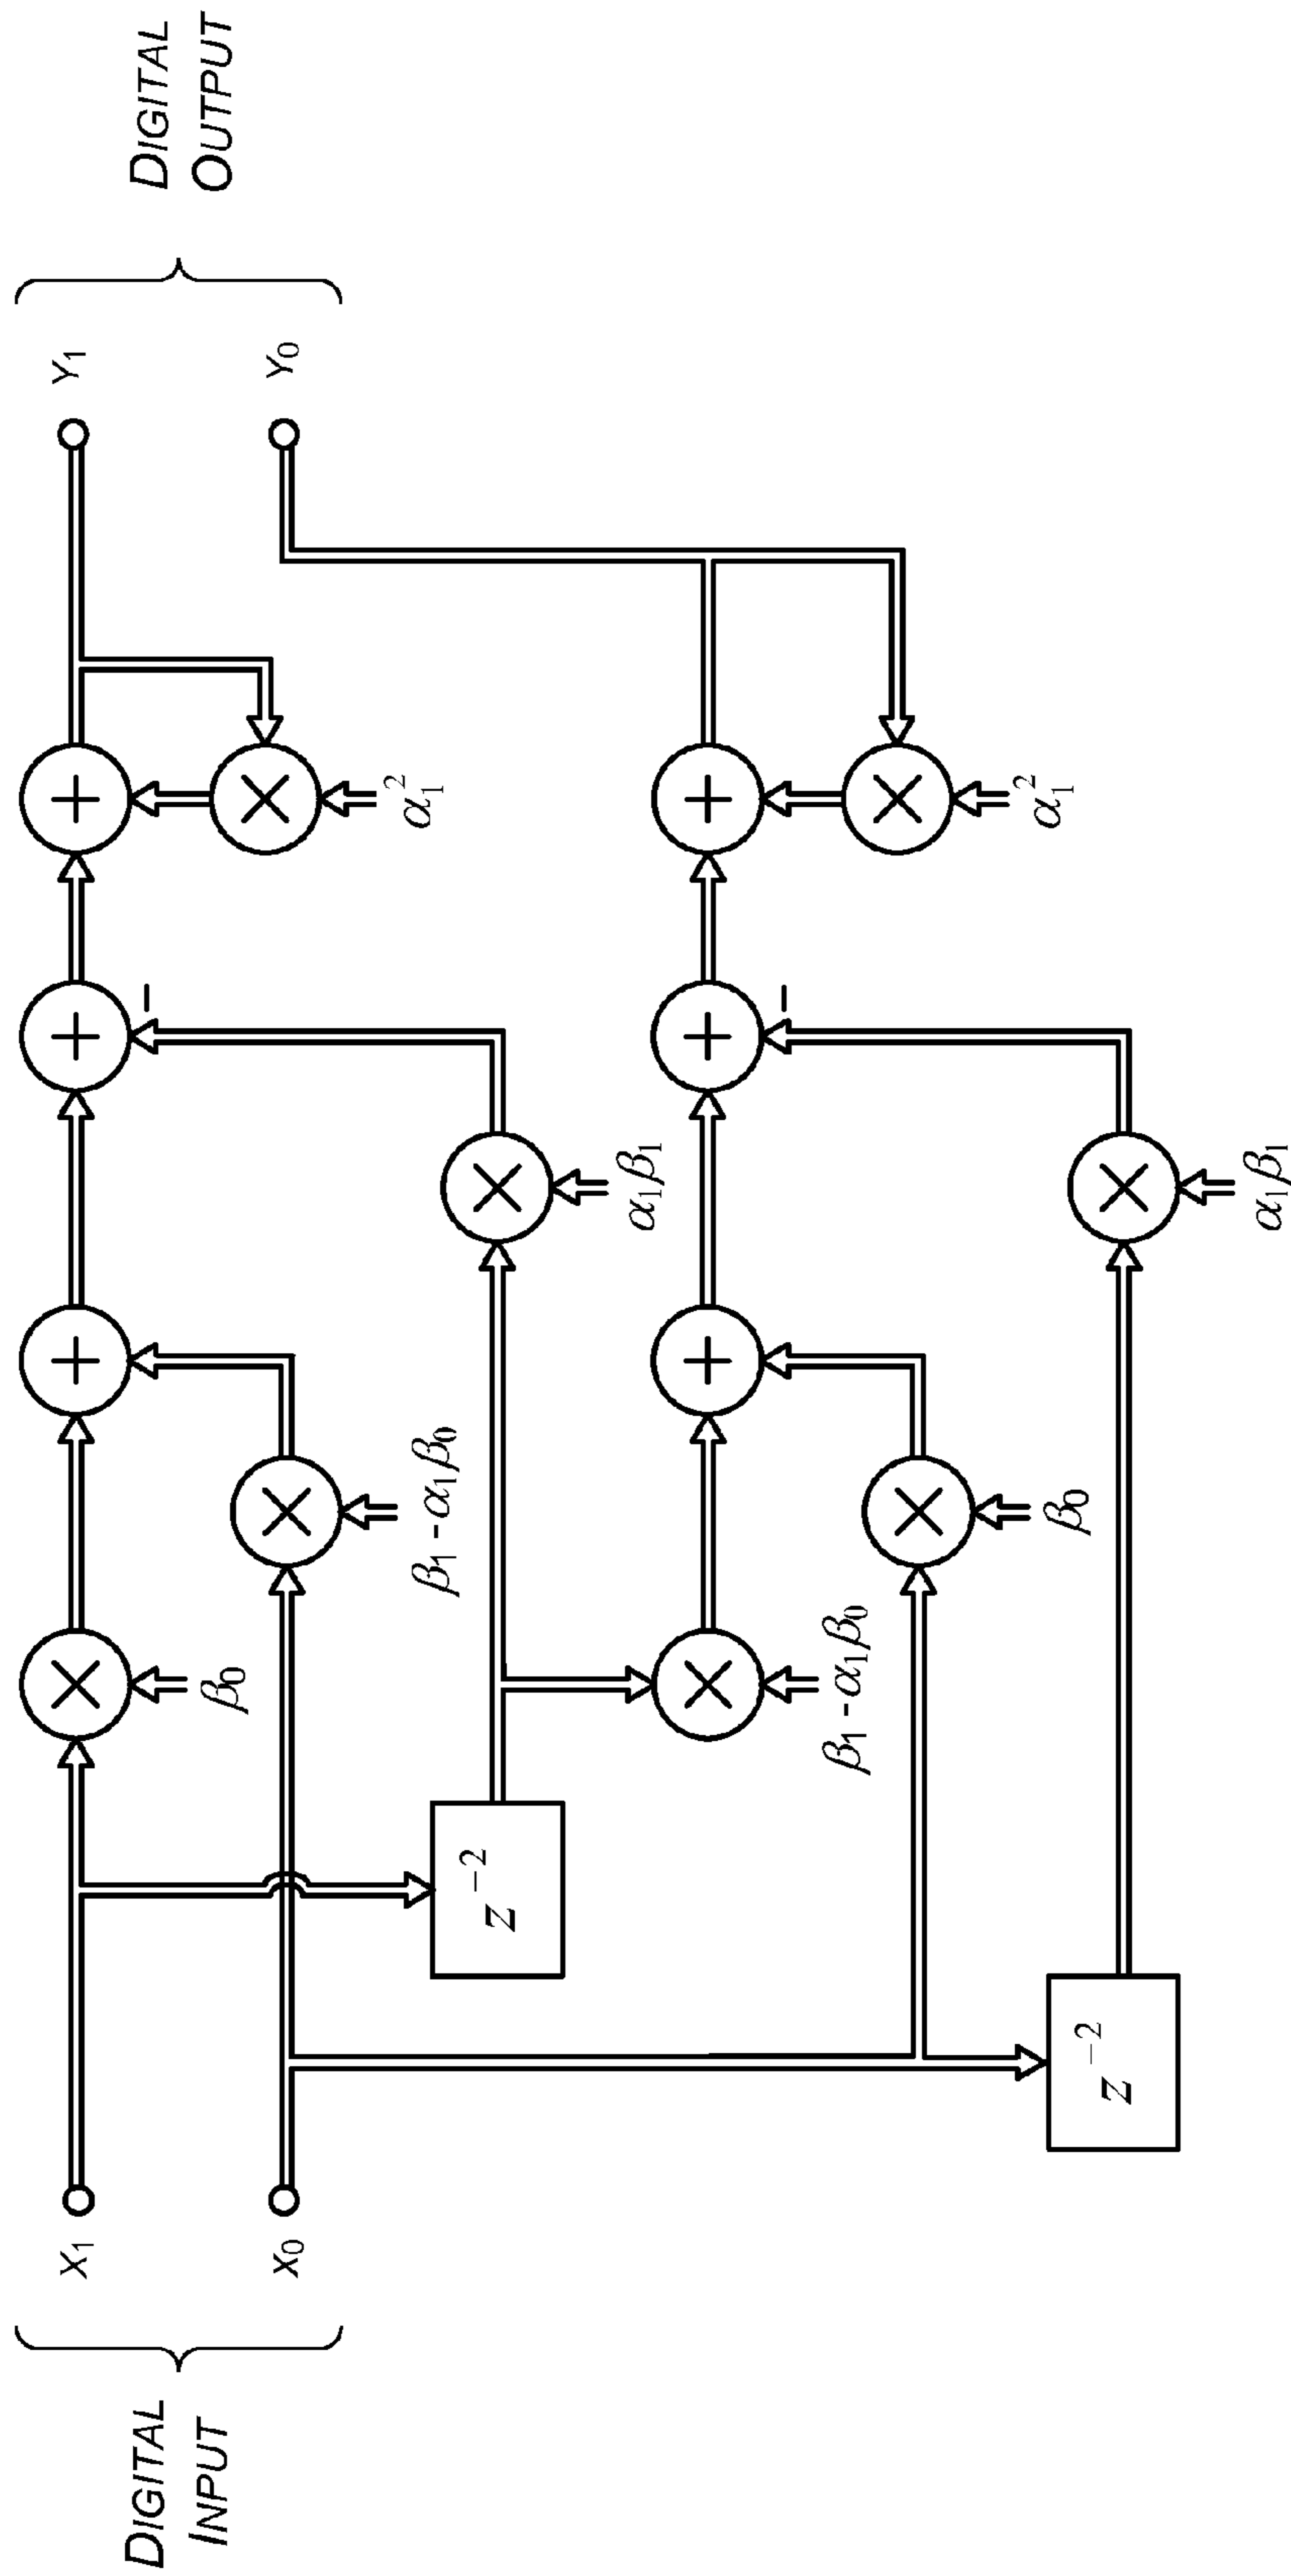 DIGITAL
INPUT
x₁
x₀
β₀
β₁ - α₁β₀
z⁻²
α₁β₁
α₁²
β₁ - α₁β₀
β₀
z⁻²
α₁β₁
α₁²
Y₁
Y₀
DIGITAL
OUTPUT